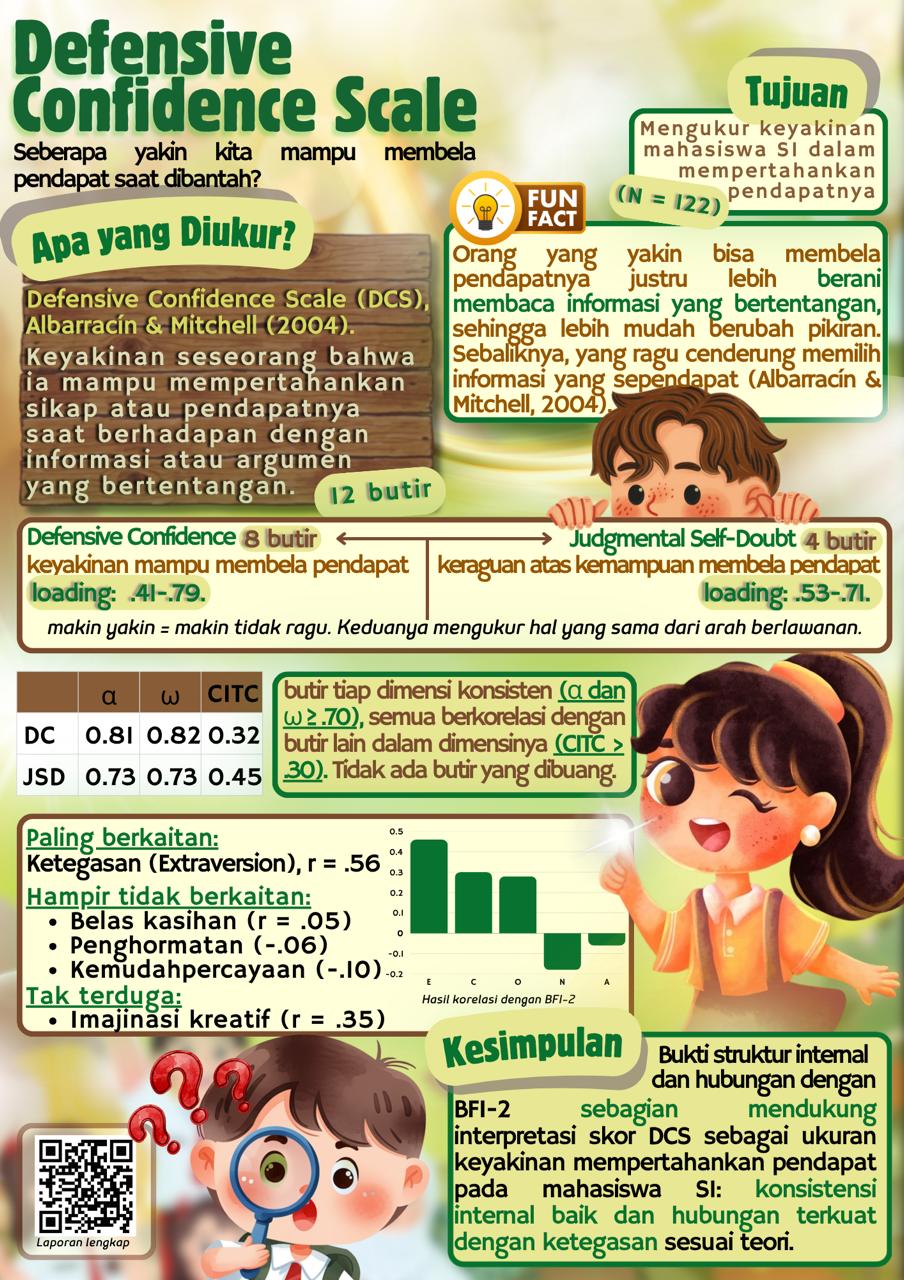 Defensive
Confidence Scale
Seberapa yakin kita mampu membela
pendapat saat dibantah?
Tujuan
Mengukur keyakinan
mahasiswa S1 dalam
mempertahankan
pendapatnya
(N = 122)
FUN
FACT
Orang yang yakin bisa membela
pendapatnya justru lebih berani
membaca informasi yang bertentangan,
sehingga lebih mudah berubah pikiran.
Sebaliknya, yang ragu cenderung memilih
informasi yang sependapat (Albarracín &
Mitchell, 2004).
Apa yang Diukur?
Defensive Confidence Scale (DCS),
Albarracín & Mitchell (2004).
Keyakinan seseorang bahwa
ia mampu mempertahankan
sikap atau pendapatnya
saat berhadapan dengan
informasi atau argumen
yang bertentangan.
12 butir
Defensive Confidence 8 butir
keyakinan mampu membela pendapat
loading: .41-.79.
Judgmental Self-Doubt 4 butir
keraguan atas kemampuan membela pendapat
loading: .53-.71.
makin yakin = makin tidak ragu. Keduanya mengukur hal yang sama dari arah berlawanan.
α ω CITC
DC 0.81 0.82 0.32
JSD 0.73 0.73 0.45
butir tiap dimensi konsisten (α dan
ω ≥ .70), semua berkorelasi dengan
butir lain dalam dimensinya (CITC >
.30). Tidak ada butir yang dibuang.
Paling berkaitan:
Ketegasan (Extraversion), r = .56
Hampir tidak berkaitan:
• Belas kasihan (r = .05)
• Penghormatan (-.06)
• Kemudahpercayaan (-.10)
Tak terduga:
• Imajinasi kreatif (r = .35)
0.5
0.4
0.3
0.2
0.1
0
-0.1
-0.2
E C O N A
Hasil korelasi dengan BFI-2
Kesimpulan
Bukti struktur internal
dan hubungan dengan
BFI-2 sebagian mendukung
interpretasi skor DCS sebagai ukuran
keyakinan mempertahankan pendapat
pada mahasiswa S1: konsistensi
internal baik dan hubungan terkuat
dengan ketegasan sesuai teori.
Laporan lengkap